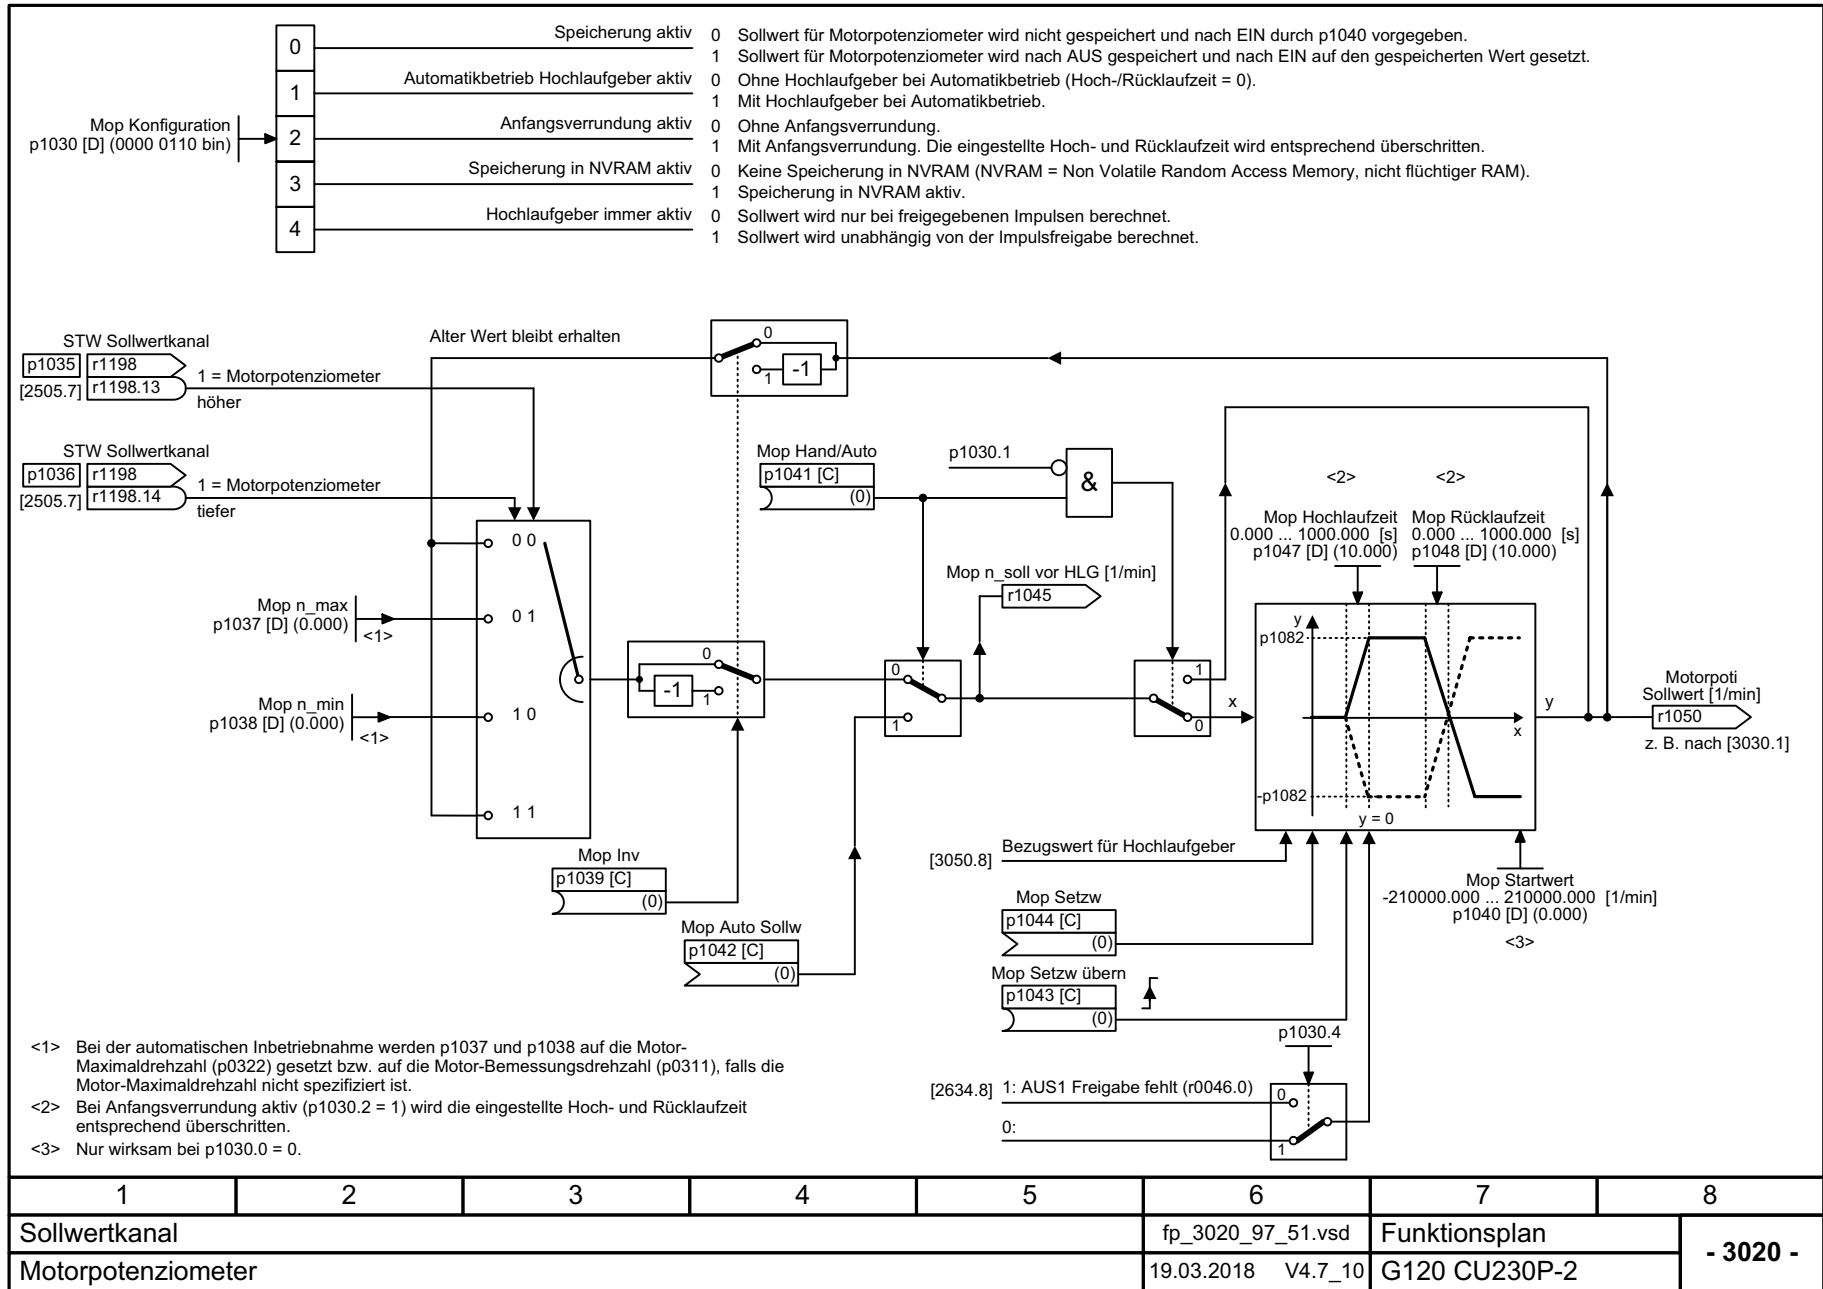 0
Speicherung aktiv
0 Sollwert für Motorpotenziometer wird nicht gespeichert und nach EIN durch p1040 vorgegeben.
1 Sollwert für Motorpotenziometer wird nach AUS gespeichert und nach EIN auf den gespeicherten Wert gesetzt.
1
Automatikbetrieb Hochlaufgeber aktiv
0 Ohne Hochlaufgeber bei Automatikbetrieb (Hoch-/Rücklaufzeit = 0).
1 Mit Hochlaufgeber bei Automatikbetrieb.
Mop Konfiguration
p1030 [D] (0000 0110 bin)
2
Anfangsverrundung aktiv
0 Ohne Anfangsverrundung.
1 Mit Anfangsverrundung. Die eingestellte Hoch- und Rücklaufzeit wird entsprechend überschritten.
3
Speicherung in NVRAM aktiv
0 Keine Speicherung in NVRAM (NVRAM = Non Volatile Random Access Memory, nicht flüchtiger RAM).
1 Speicherung in NVRAM aktiv.
4
Hochlaufgeber immer aktiv
0 Sollwert wird nur bei freigegebenen Impulsen berechnet.
1 Sollwert wird unabhängig von der Impulsfreigabe berechnet.
STW Sollwertkanal
p1035 r1198
[2505.7] r1198.13
1 = Motorpotenziometer
höher
Alter Wert bleibt erhalten
0
1
-1
STW Sollwertkanal
p1036 r1198
[2505.7] r1198.14
1 = Motorpotenziometer
tiefer
Mop Hand/Auto
p1041 [C]
(0)
p1030.1
&
<2>
<2>
Mop Hochlaufzeit
0.000 ... 1000.000 [s]
p1047 [D] (10.000)
Mop Rücklaufzeit
0.000 ... 1000.000 [s]
p1048 [D] (10.000)
0 0
0 1
1 0
1 1
Mop n_max
p1037 [D] (0.000)
<1>
Mop n_min
p1038 [D] (0.000)
<1>
-1
0
1
0
1
Mop n_soll vor HLG [1/min]
r1045
1
0
x
y
p1082
-p1082
x
y = 0
y
Motorpoti
Sollwert [1/min]
r1050
z. B. nach [3030.1]
Mop Inv
p1039 [C]
(0)
Mop Auto Sollw
p1042 [C]
(0)
[3050.8] Bezugswert für Hochlaufgeber
Mop Setzw
p1044 [C]
(0)
Mop Setzw übern
p1043 [C]
(0)
Mop Startwert
-210000.000 ... 210000.000 [1/min]
p1040 [D] (0.000)
<3>
p1030.4
[2634.8] 1: AUS1 Freigabe fehlt (r0046.0)
0:
0
1
<1> Bei der automatischen Inbetriebnahme werden p1037 und p1038 auf die Motor-
Maximaldrehzahl (p0322) gesetzt bzw. auf die Motor-Bemessungsdrehzahl (p0311), falls die
Motor-Maximaldrehzahl nicht spezifiziert ist.
<2> Bei Anfangsverrundung aktiv (p1030.2 = 1) wird die eingestellte Hoch- und Rücklaufzeit
entsprechend überschritten.
<3> Nur wirksam bei p1030.0 = 0.
1 2 3 4 5 6 7 8
Sollwertkanal
fp_3020_97_51.vsd
Funktionsplan
- 3020 -
Motorpotenziometer
19.03.2018 V4.7_10
G120 CU230P-2